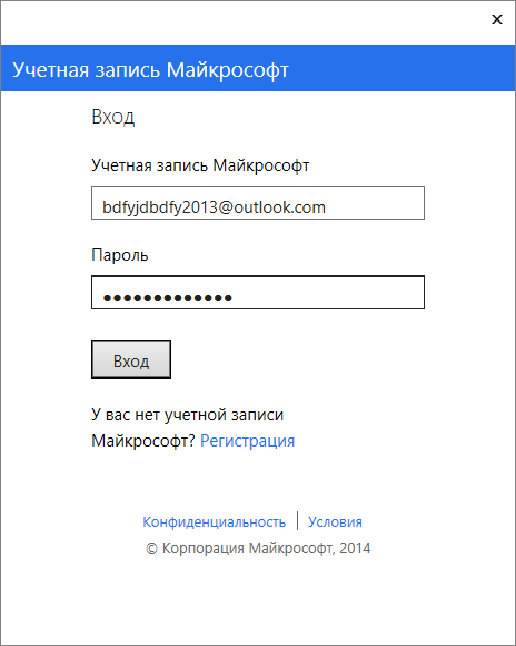 Учетная запись Майкрософт
Вход
Учетная запись Майкрософт
bdfyjdbdfy2013@outlook.com
Пароль
●●●●●●●●●●●●●
Вход
У вас нет учетной записи
Майкрософт? Регистрация
Конфиденциальность | Условия
© Корпорация Майкрософт, 2014